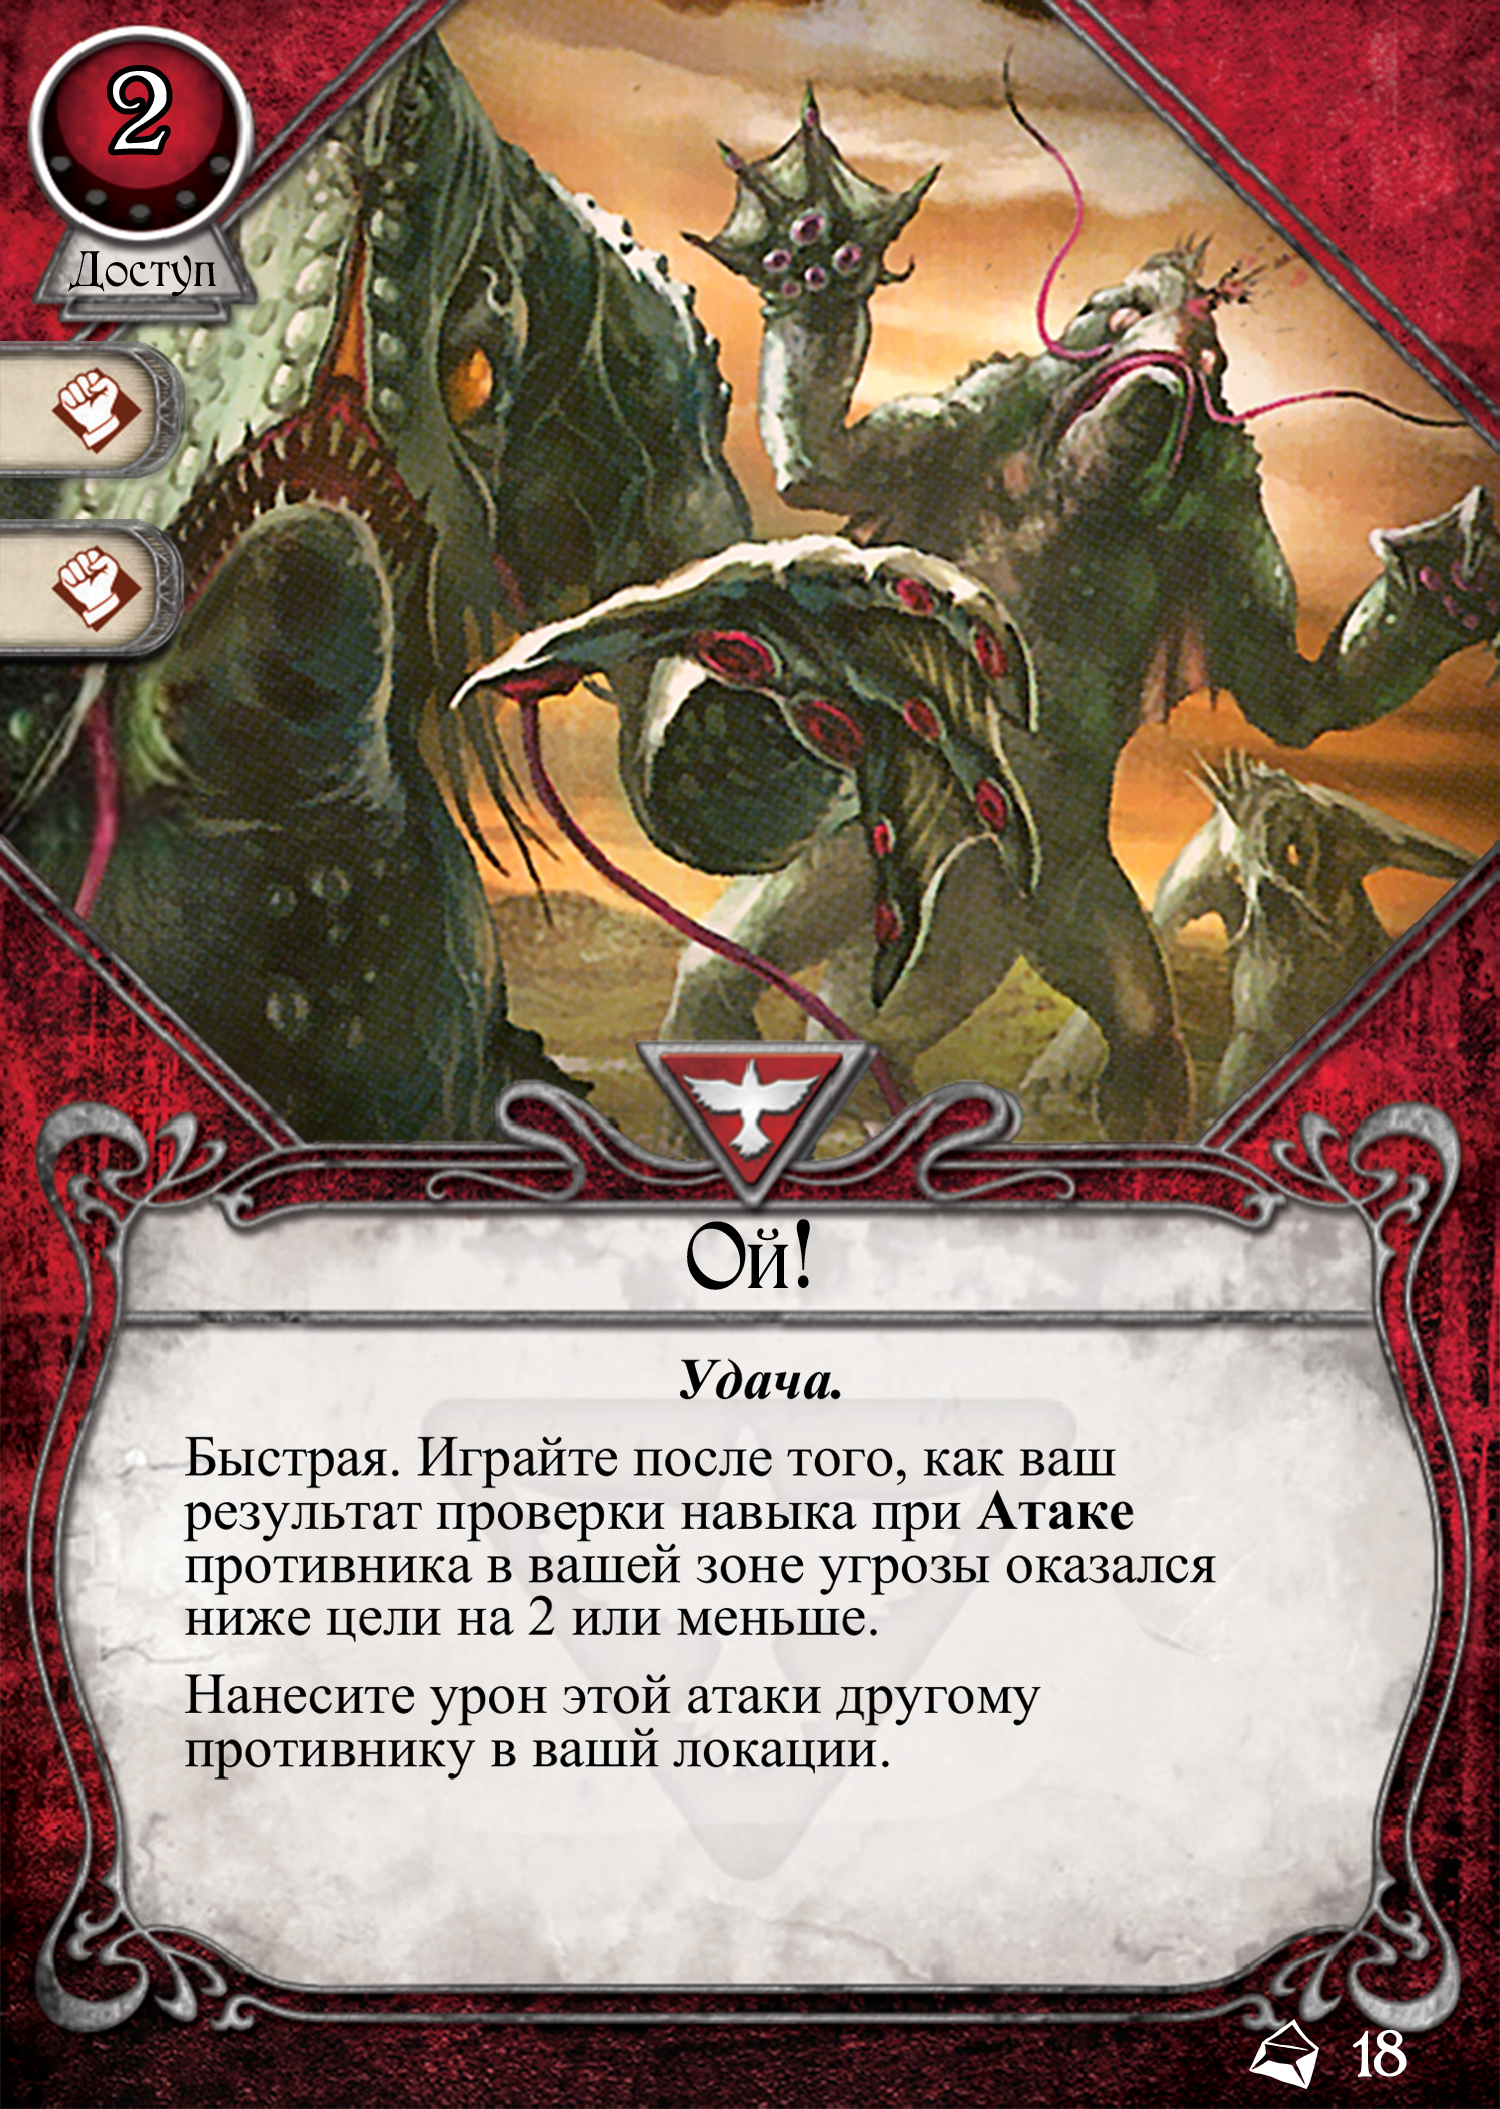 2
Доступ
Ой!
Удача.
Быстрая. Играйте после того, как ваш
результат проверки навыка при Атаке
противника в вашей зоне угрозы оказался
ниже цели на 2 или меньше.
Нанесите урон этой атаки другому
противнику в вашй локации.
18